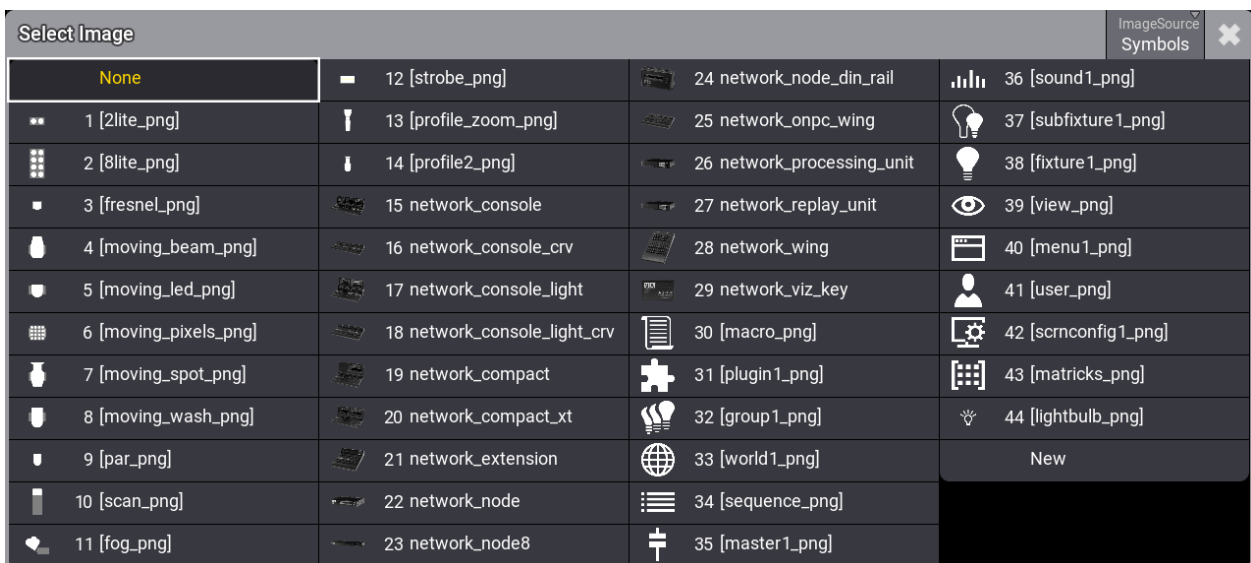 Select Image
ImageSource
Symbols
None
1 [2lite_png]
2 [8lite_png]
3 [fresnel_png]
4 [moving_beam_png]
5 [moving_led_png]
6 [moving_pixels_png]
7 [moving_spot_png]
8 [moving_wash_png]
9 [par_png]
10 [scan_png]
11 [fog_png]
12 [strobe_png]
13 [profile_zoom_png]
14 [profile2_png]
15 network_console
16 network_console_crv
17 network_console_light
18 network_console_light_crv
19 network_compact
20 network_compact_xt
21 network_extension
22 network_node
23 network_node8
24 network_node_din_rail
25 network_onpc_wing
26 network_processing_unit
27 network_replay_unit
28 network_wing
29 network_viz_key
30 [macro_png]
31 [plugin1_png]
32 [group1_png]
33 [world1_png]
34 [sequence_png]
35 [master1_png]
36 [sound1_png]
37 [subfixture1_png]
38 [fixture1_png]
39 [view_png]
40 [menu1_png]
41 [user_png]
42 [scrnconfig1_png]
43 [matricks_png]
44 [lightbulb_png]
New